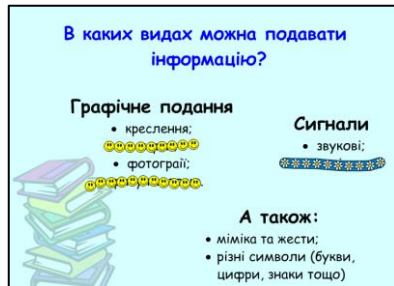 В каких видах можна подавати
інформацію?
Графічне подання
• креслення;
• фотограії;
Сигнали
• звукові;
А також:
• міміка та жести;
• різні символи (букви,
цифри, знаки тощо)